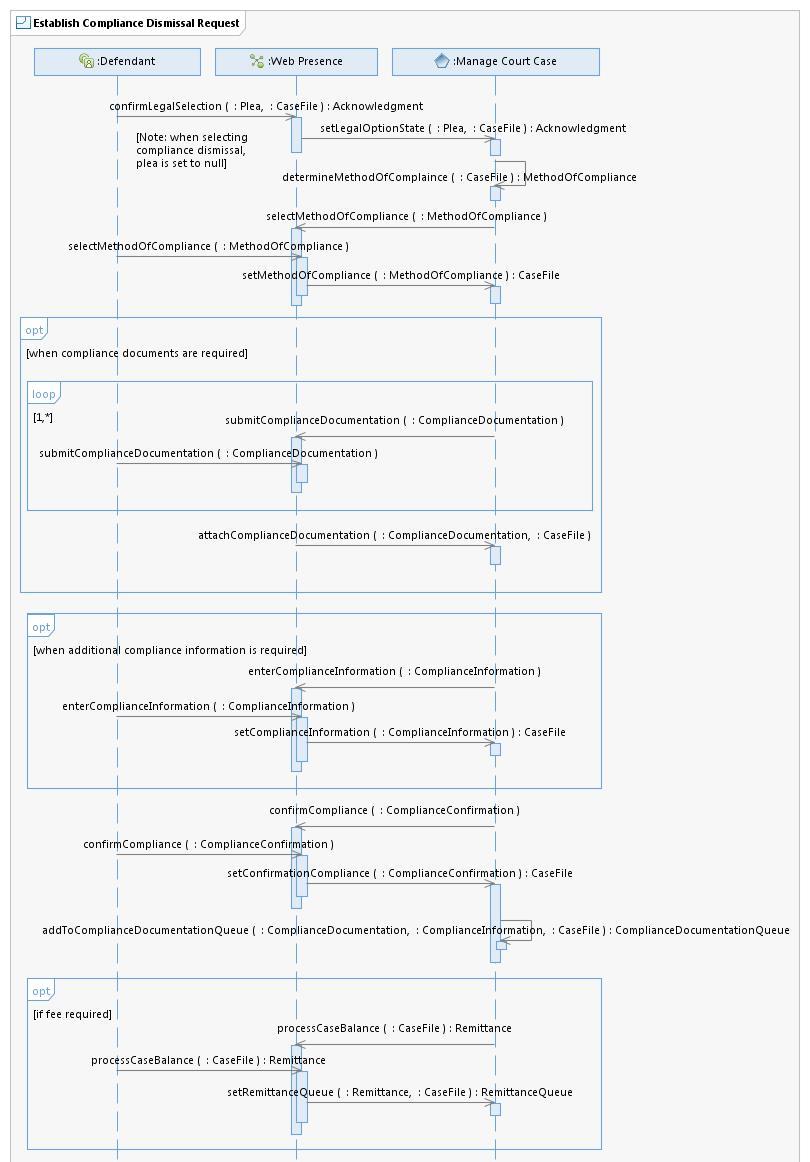 Establish Compliance Dismissal Request
:Defendant
:Web Presence
:Manage Court Case
confirmLegalSelection ( : Plea, : CaseFile ) : Acknowledgment
setLegalOptionState ( : Plea, : CaseFile ) : Acknowledgment
[Note: when selecting
compliance dismissal,
plea is set to null]
determineMethodOfComplaince ( : CaseFile ) : MethodOfCompliance
selectMethodOfCompliance ( : MethodOfCompliance )
selectMethodOfCompliance ( : MethodOfCompliance )
setMethodOfCompliance ( : MethodOfCompliance ) : CaseFile
opt
[when compliance documents are required]
loop
[1,*]
submitComplianceDocumentation ( : ComplianceDocumentation )
submitComplianceDocumentation ( : ComplianceDocumentation )
attachComplianceDocumentation ( : ComplianceDocumentation, : CaseFile )
opt
[when additional compliance information is required]
enterComplianceInformation ( : ComplianceInformation )
enterComplianceInformation ( : ComplianceInformation )
setComplianceInformation ( : ComplianceInformation ) : CaseFile
confirmCompliance ( : ComplianceConfirmation )
confirmCompliance ( : ComplianceConfirmation )
setConfirmationCompliance ( : ComplianceConfirmation ) : CaseFile
addToComplianceDocumentationQueue ( : ComplianceDocumentation, : ComplianceInformation, : CaseFile ) : ComplianceDocumentationQueue
opt
[if fee required]
processCaseBalance ( : CaseFile ) : Remittance
processCaseBalance ( : CaseFile ) : Remittance
setRemittanceQueue ( : Remittance, : CaseFile ) : RemittanceQueue